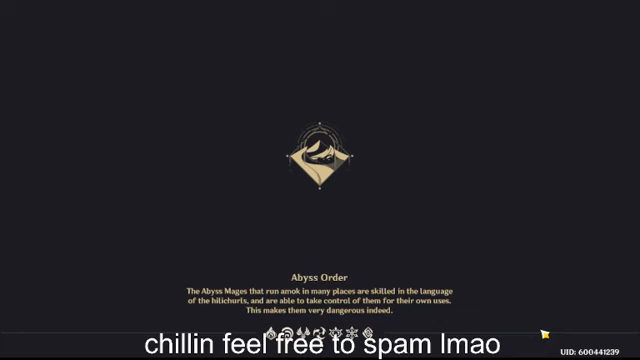 Abyss Order
The Abyss Mages that run amok in many places are skilled in the language
of the hilichurls, and are able to take control of them for their own uses.
This makes them very dangerous indeed.
chillin feel free to spam lmao
UID: 600441239